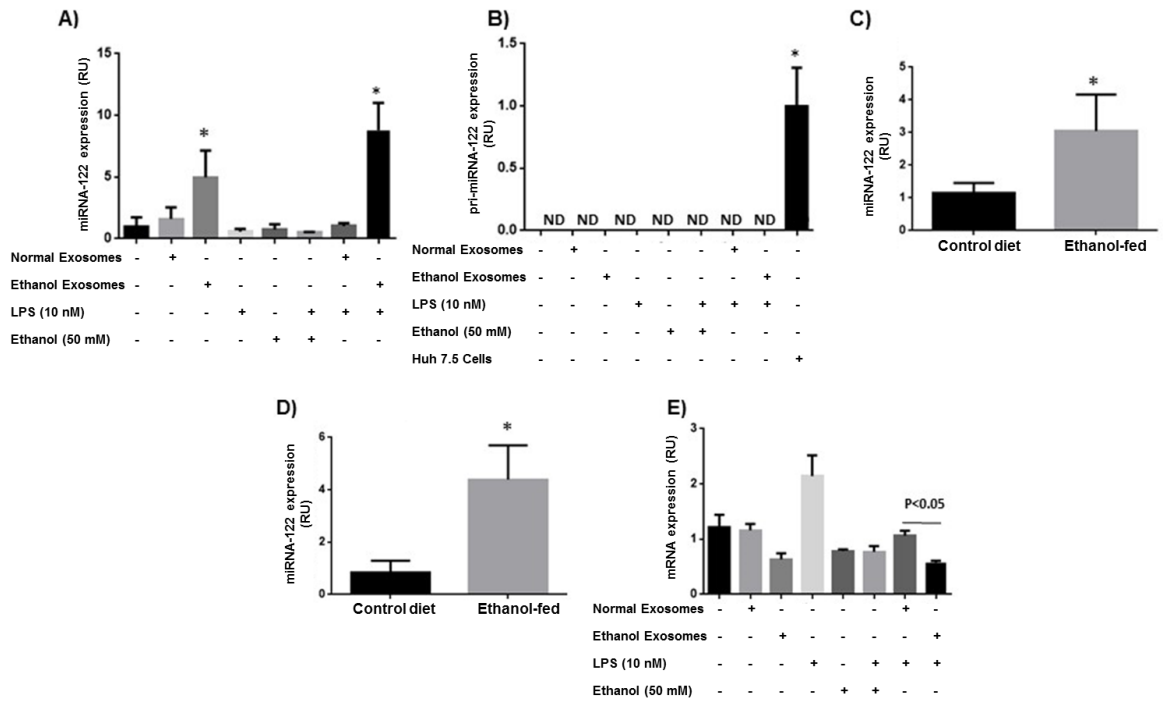 A)
miRNA-122 expression (RU)
15
10
5
0
*
*
Normal Exosomes - + - - - - + -
Ethanol Exosomes - - + - - - - +
LPS (10 nM) - - - + - + + +
Ethanol (50 mM) - - - - + + - -
B)
pri-miRNA-122 expression
(RU)
1.5
1.0
0.5
0.0
*
ND ND ND ND ND ND ND
Normal Exosomes - + - - - - + - -
Ethanol Exosomes - - + - - - - + -
LPS (10 nM) - - - + - + + + -
Ethanol (50 mM) - - - - + + - - -
Huh 7.5 Cells - - - - - - - - +
C)
miRNA-122 expression
(RU)
5
4
3
2
1
0
*
Control diet Ethanol-fed
D)
miRNA-122 expression
(RU)
6
4
2
0
*
Control diet Ethanol-fed
E)
mRNA expression (RU)
3
2
1
0
P<0.05
Normal Exosomes - + - - - - + -
Ethanol Exosomes - - + - - - - +
LPS (10 nM) - - - + - + + +
Ethanol (50 mM) - - - - + + - -